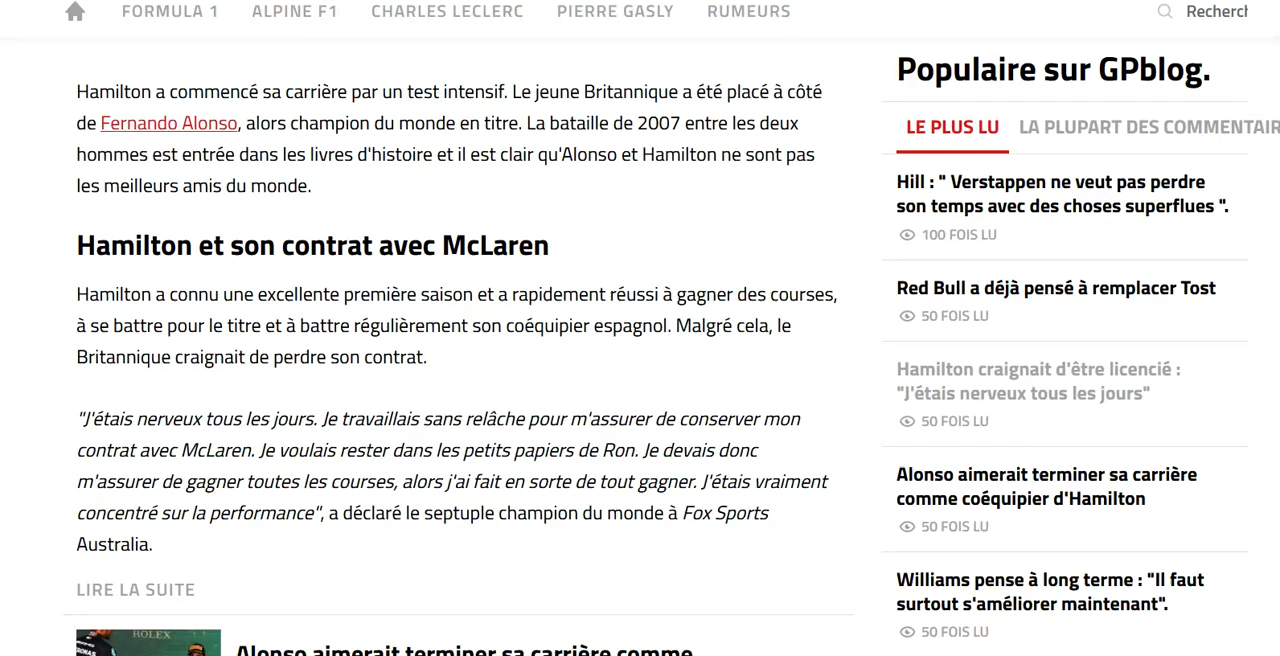 FORMULA 1 ALPINE F1 CHARLES LECLERC PIERRE GASLY RUMEURS
Hamilton a commencé sa carrière par un test intensif. Le jeune Britannique a été placé à côté
de Fernando Alonso, alors champion du monde en titre. La bataille de 2007 entre les deux
hommes est entrée dans les livres d'histoire et il est clair qu'Alonso et Hamilton ne sont pas
les meilleurs amis du monde.
Hamilton et son contrat avec McLaren
Hamilton a connu une excellente première saison et a rapidement réussi à gagner des courses,
à se battre pour le titre et à battre régulièrement son coéquipier espagnol. Malgré cela, le
Britannique craignait de perdre son contrat.
"J'étais nerveux tous les jours. Je travaillais sans relâche pour m'assurer de conserver mon
contrat avec McLaren. Je voulais rester dans les petits papiers de Ron. Je devais donc
m'assurer de gagner toutes les courses, alors j'ai fait en sorte de tout gagner. J'étais vraiment
concentré sur la performance", a déclaré le septuple champion du monde à Fox Sports
Australia.
LIRE LA SUITE
ROLEX
Alonso aimerait terminer sa carrière comme
Populaire sur GPblog.
LE PLUS LU LA PLUPART DES
Hill : " Verstappen ne veut pas perdre
son temps avec des choses superflues ".
100 FOIS LU
Red Bull a déjà pensé à remplacer Tost
50 FOIS LU
Hamilton craignait d'être licencié :
"J'étais nerveux tous les jours"
50 FOIS LU
Alonso aimerait terminer sa carrière
comme coéquipier d'Hamilton
50 FOIS LU
Williams pense à long terme : "Il faut
surtout s'améliorer maintenant".
50 FOIS LU